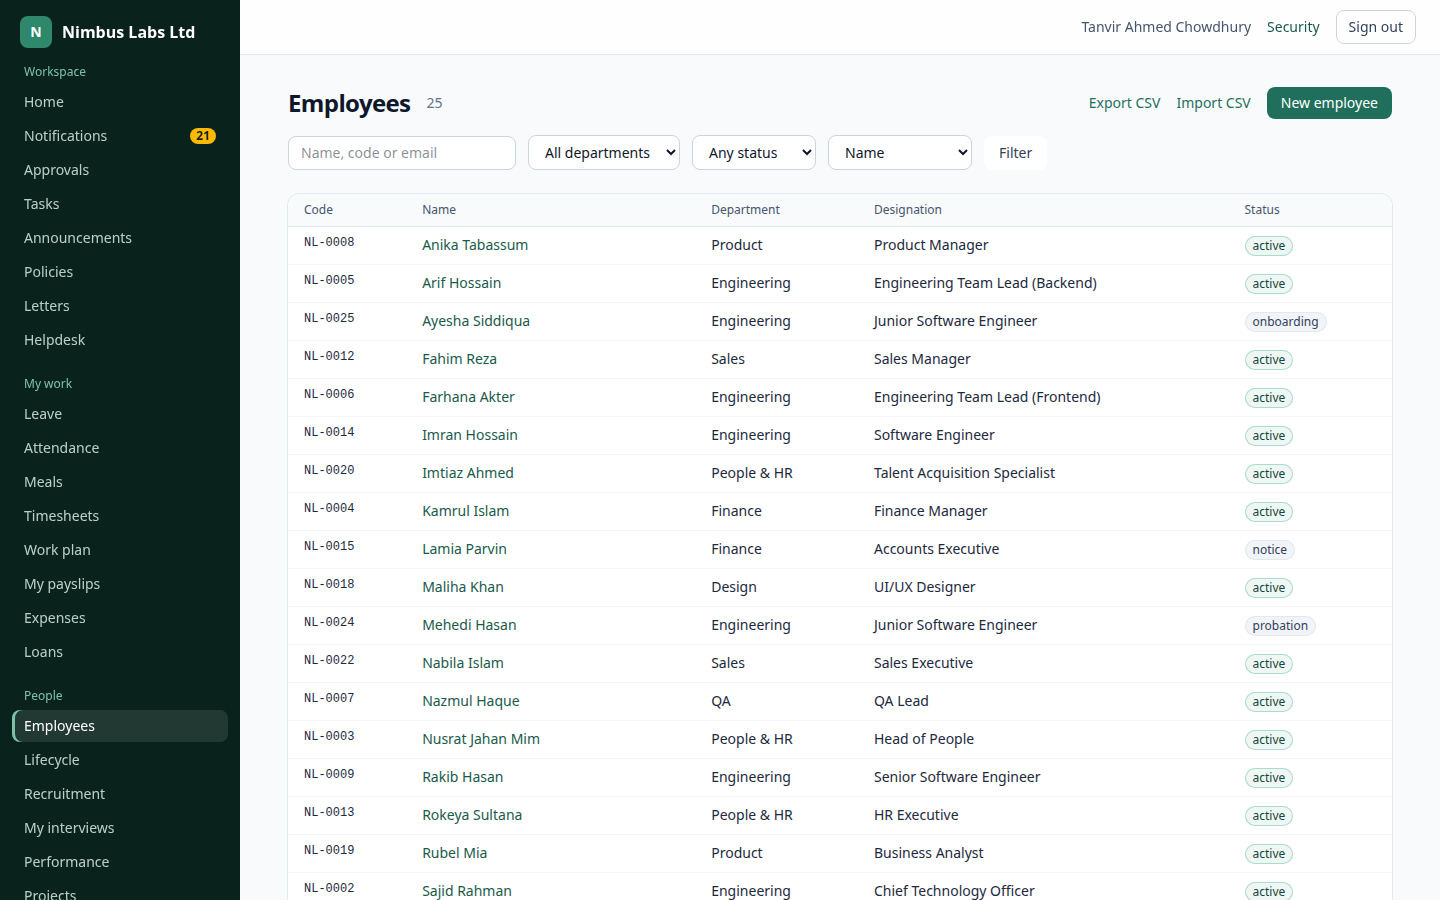 N
Nimbus Labs Ltd
Tanvir Ahmed Chowdhury
Security
Sign out
Workspace
Home
Notifications
21
Approvals
Tasks
Announcements
Policies
Letters
Helpdesk
My work
Leave
Attendance
Meals
Timesheets
Work plan
My payslips
Expenses
Loans
People
Employees
Lifecycle
Recruitment
My interviews
Performance
Projects
Employees 25
Export CSV Import CSV New employee
Name, code or email All departments Any status Name Filter
Code Name Department Designation Status
NL-0008 Anika Tabassum Product Product Manager active
NL-0005 Arif Hossain Engineering Engineering Team Lead (Backend) active
NL-0025 Ayesha Siddiqua Engineering Junior Software Engineer onboarding
NL-0012 Fahim Reza Sales Sales Manager active
NL-0006 Farhana Akter Engineering Engineering Team Lead (Frontend) active
NL-0014 Imran Hossain Engineering Software Engineer active
NL-0020 Imtiaz Ahmed People & HR Talent Acquisition Specialist active
NL-0004 Kamrul Islam Finance Finance Manager active
NL-0015 Lamia Parvin Finance Accounts Executive notice
NL-0018 Maliha Khan Design UI/UX Designer active
NL-0024 Mehedi Hasan Engineering Junior Software Engineer probation
NL-0022 Nabila Islam Sales Sales Executive active
NL-0007 Nazmul Haque QA QA Lead active
NL-0003 Nusrat Jahan Mim People & HR Head of People active
NL-0009 Rakib Hasan Engineering Senior Software Engineer active
NL-0013 Rokeya Sultana People & HR HR Executive active
NL-0019 Rubel Mia Product Business Analyst active
NL-0002 Sajid Rahman Engineering Chief Technology Officer active